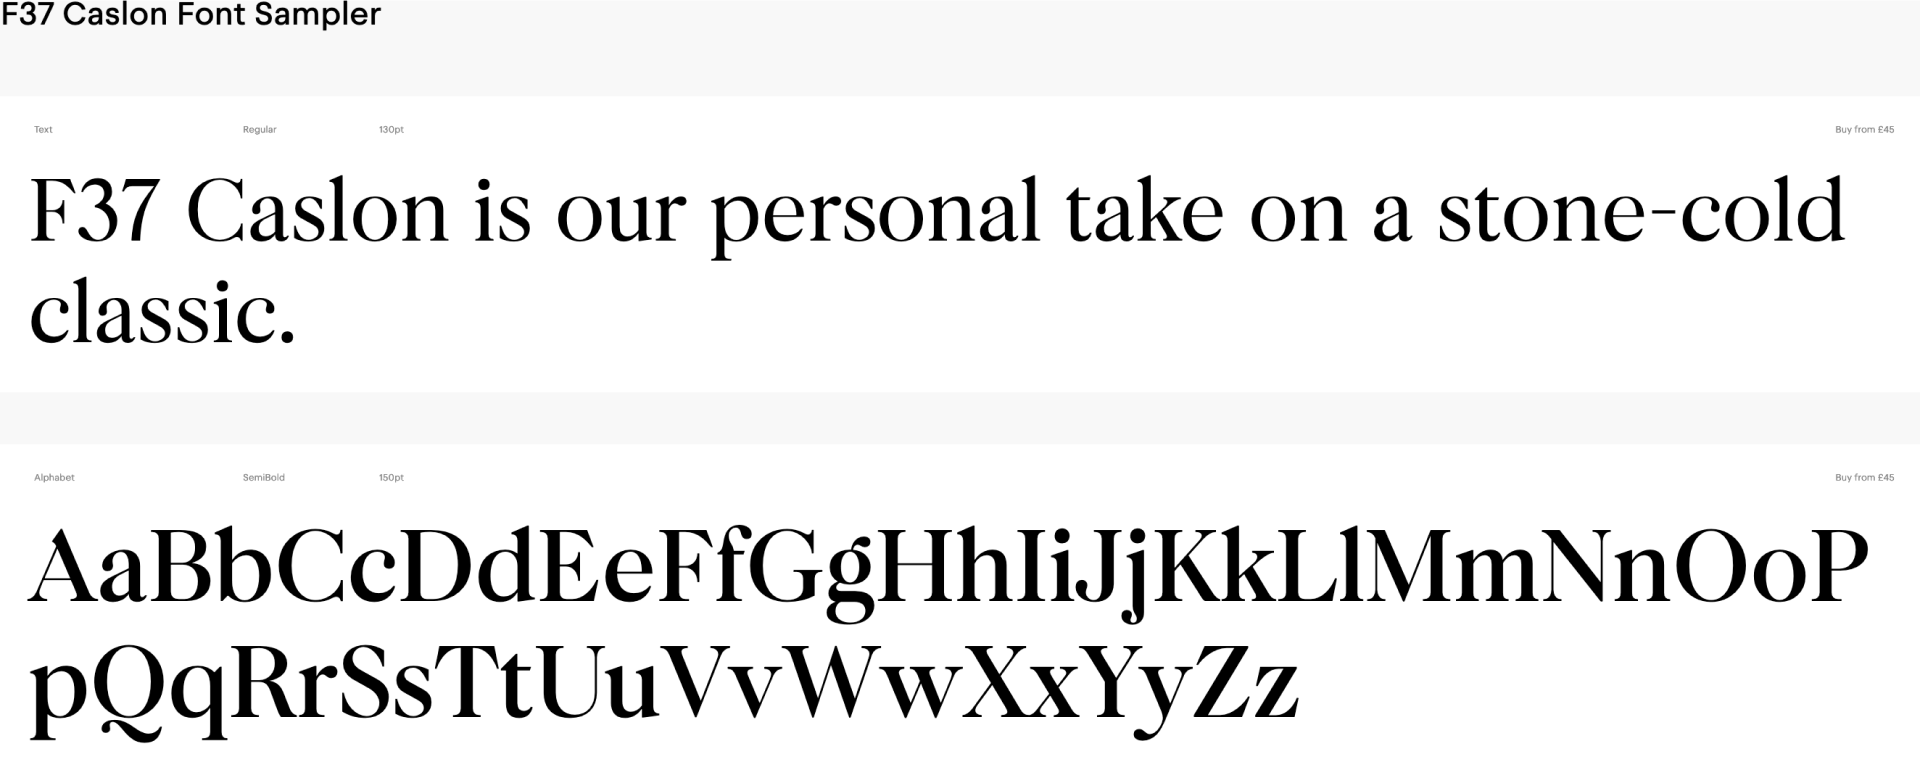 F37 Caslon Font Sampler
Text Regular 130pt Buy from £45
F37 Caslon is our personal take on a stone-cold
classic.
Alphabet SemiBold 150pt Buy from £45
AaBbCcDdEeFfGgHhIiJjKkLlMmNnOoP
pQqRrSsTtUuVvWwXxYyZz